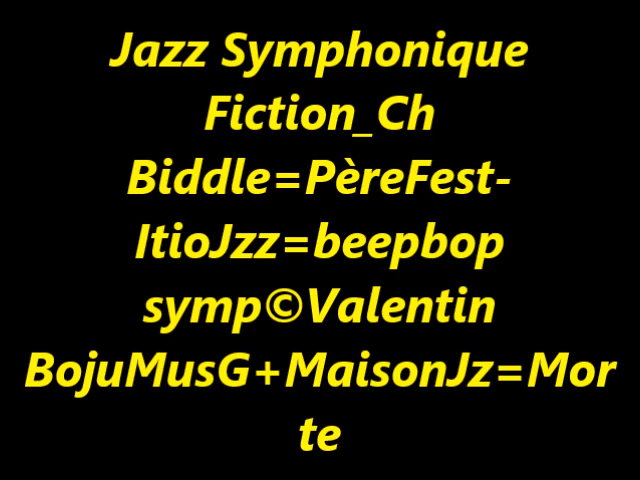 Jazz Symphonique
Fiction_Ch
Biddle=PèreFest-
ItioJzz=beepbop
symp©Valentin
BojuMusG+MaisonJz=Mor
te